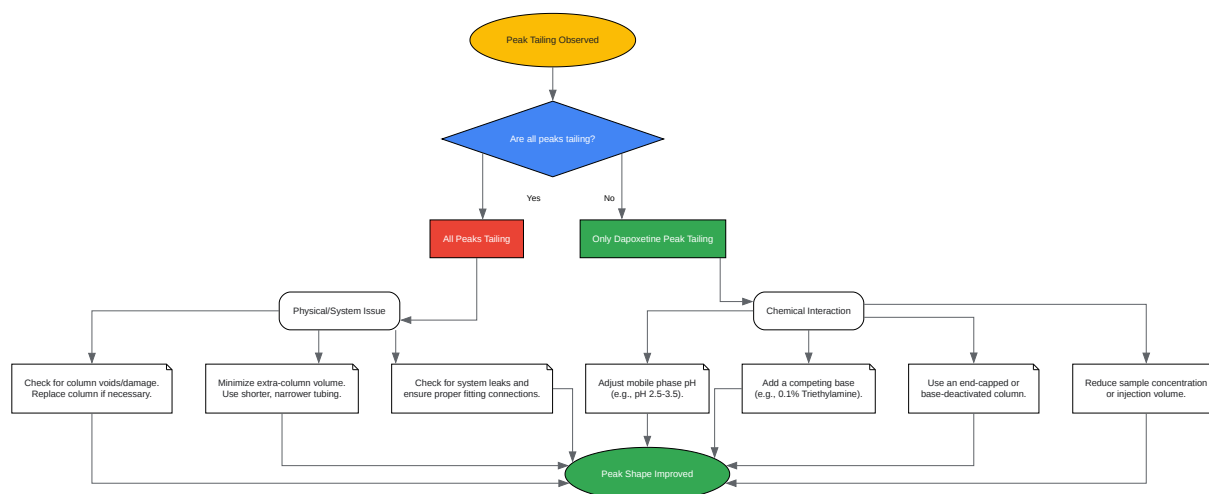 Peak Tailing Observed
Are all peaks tailing?
Yes
No
All Peaks Tailing
Only Dapoxetine Peak Tailing
Physical/System Issue
Chemical Interaction
Check for column voids/damage.
Replace column if necessary.
Minimize extra-column volume.
Use shorter, narrower tubing.
Check for system leaks and
ensure proper fitting connections.
Adjust mobile phase pH
(e.g., pH 2.5-3.5).
Add a competing base
(e.g., 0.1% Triethylamine).
Use an end-capped or
base-deactivated column.
Reduce sample concentration
or injection volume.
Peak Shape Improved